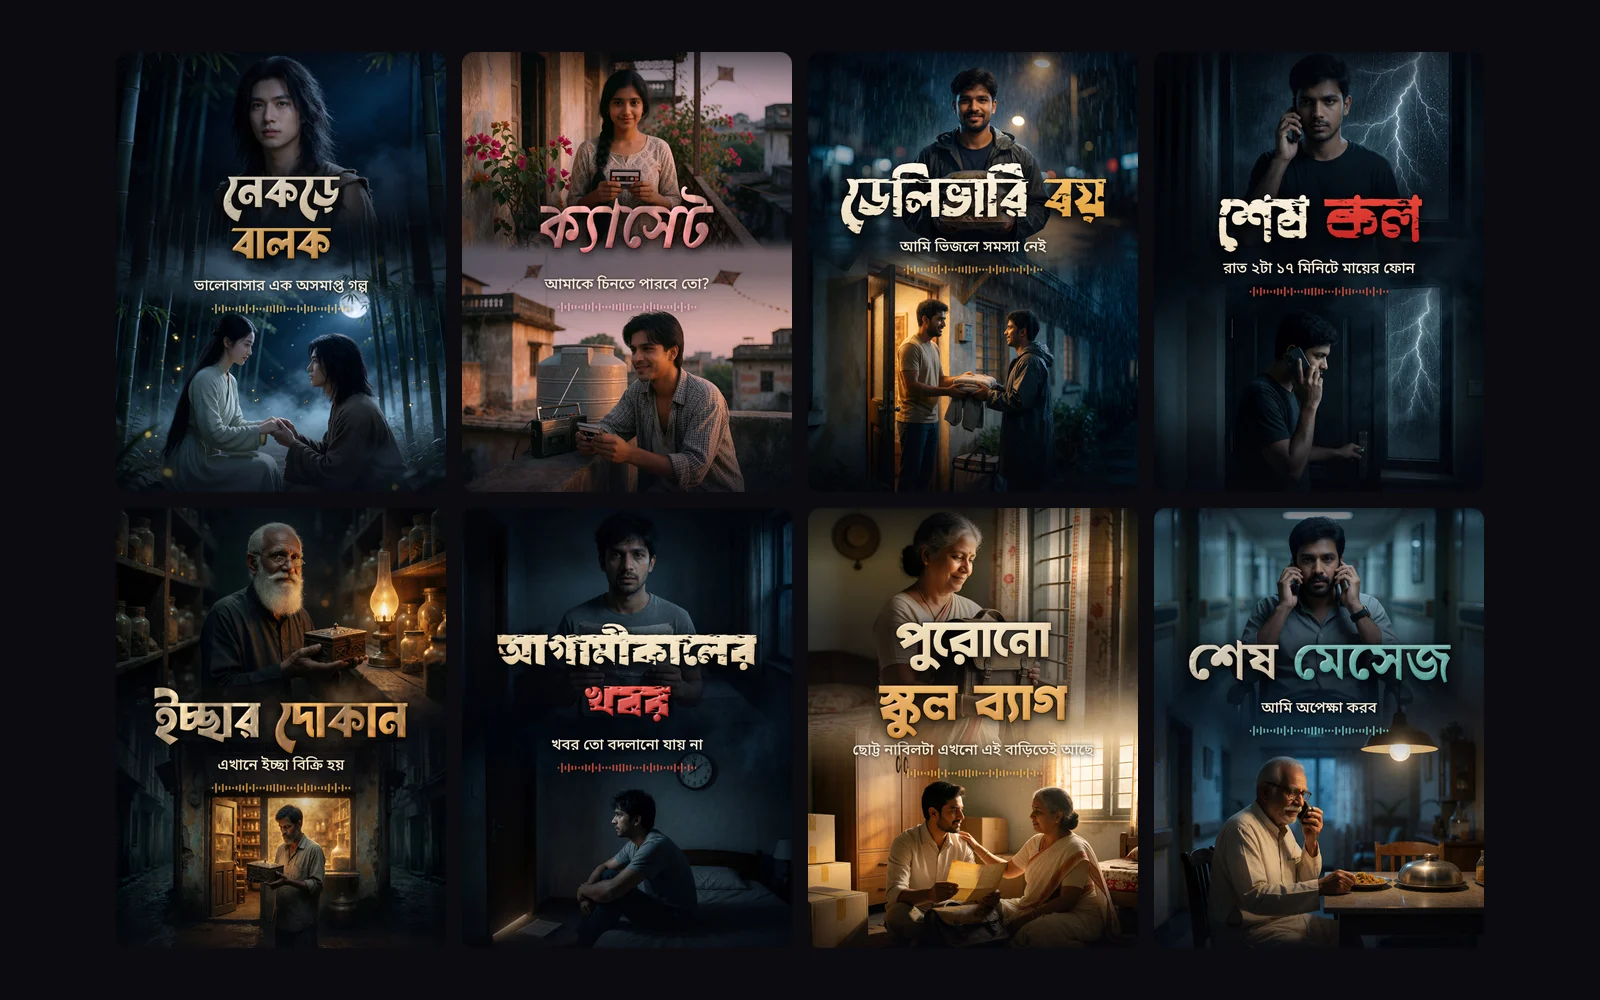 নেকড়ে
বালক
ভালোবাসার এক অসমাপ্ত গল্প
ক্যাসেট
আমাকে চিনতে পারবে তো?
ডেলিভারি বয়
আমি ভিজলে সমস্যা নেই
শেষ কল
রাত ২টা ১৭ মিনিটে মায়ের ফোন
ইচ্ছার দোকান
এখানে ইচ্ছা বিক্রি হয়
আগামীকালের
খবর
খবর তো বদলানো যায় না
পুরোনো
স্কুল ব্যাগ
ছোট্ট নাবিলটা এখনো এই বাড়িতেই আছে
শেষ মেসেজ
আমি অপেক্ষা করব